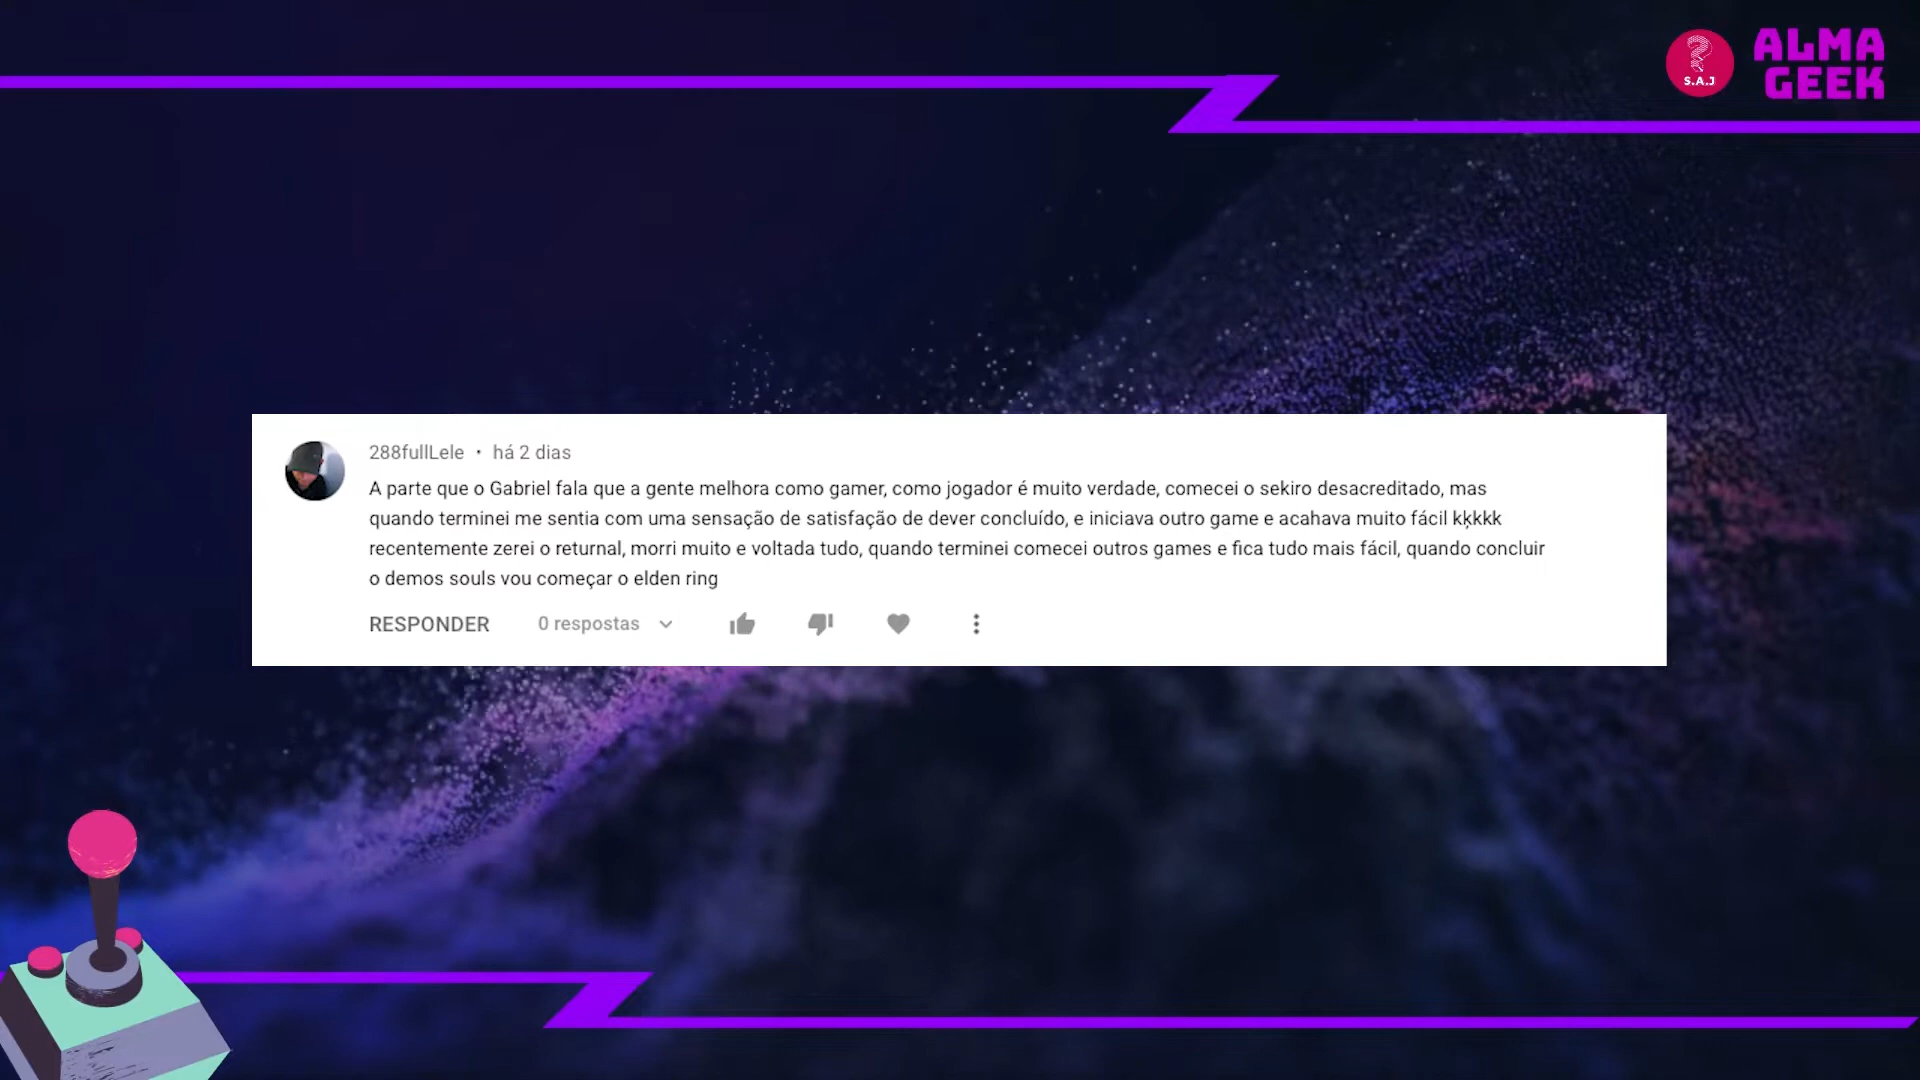 S.A.J
ALMA
GEEK
288fullLele • há 2 dias
A parte que o Gabriel fala que a gente melhora como gamer, como jogador é muito verdade, comecei o sekiro desacreditado, mas
quando terminei me sentia com uma sensação de satisfação de dever concluído, e iniciava outro game e acahava muito fácil kķkkk
recentemente zerei o returnal, morri muito e voltada tudo, quando terminei comecei outros games e fica tudo mais fácil, quando concluir
o demos souls vou começar o elden ring
RESPONDER 0 respostas